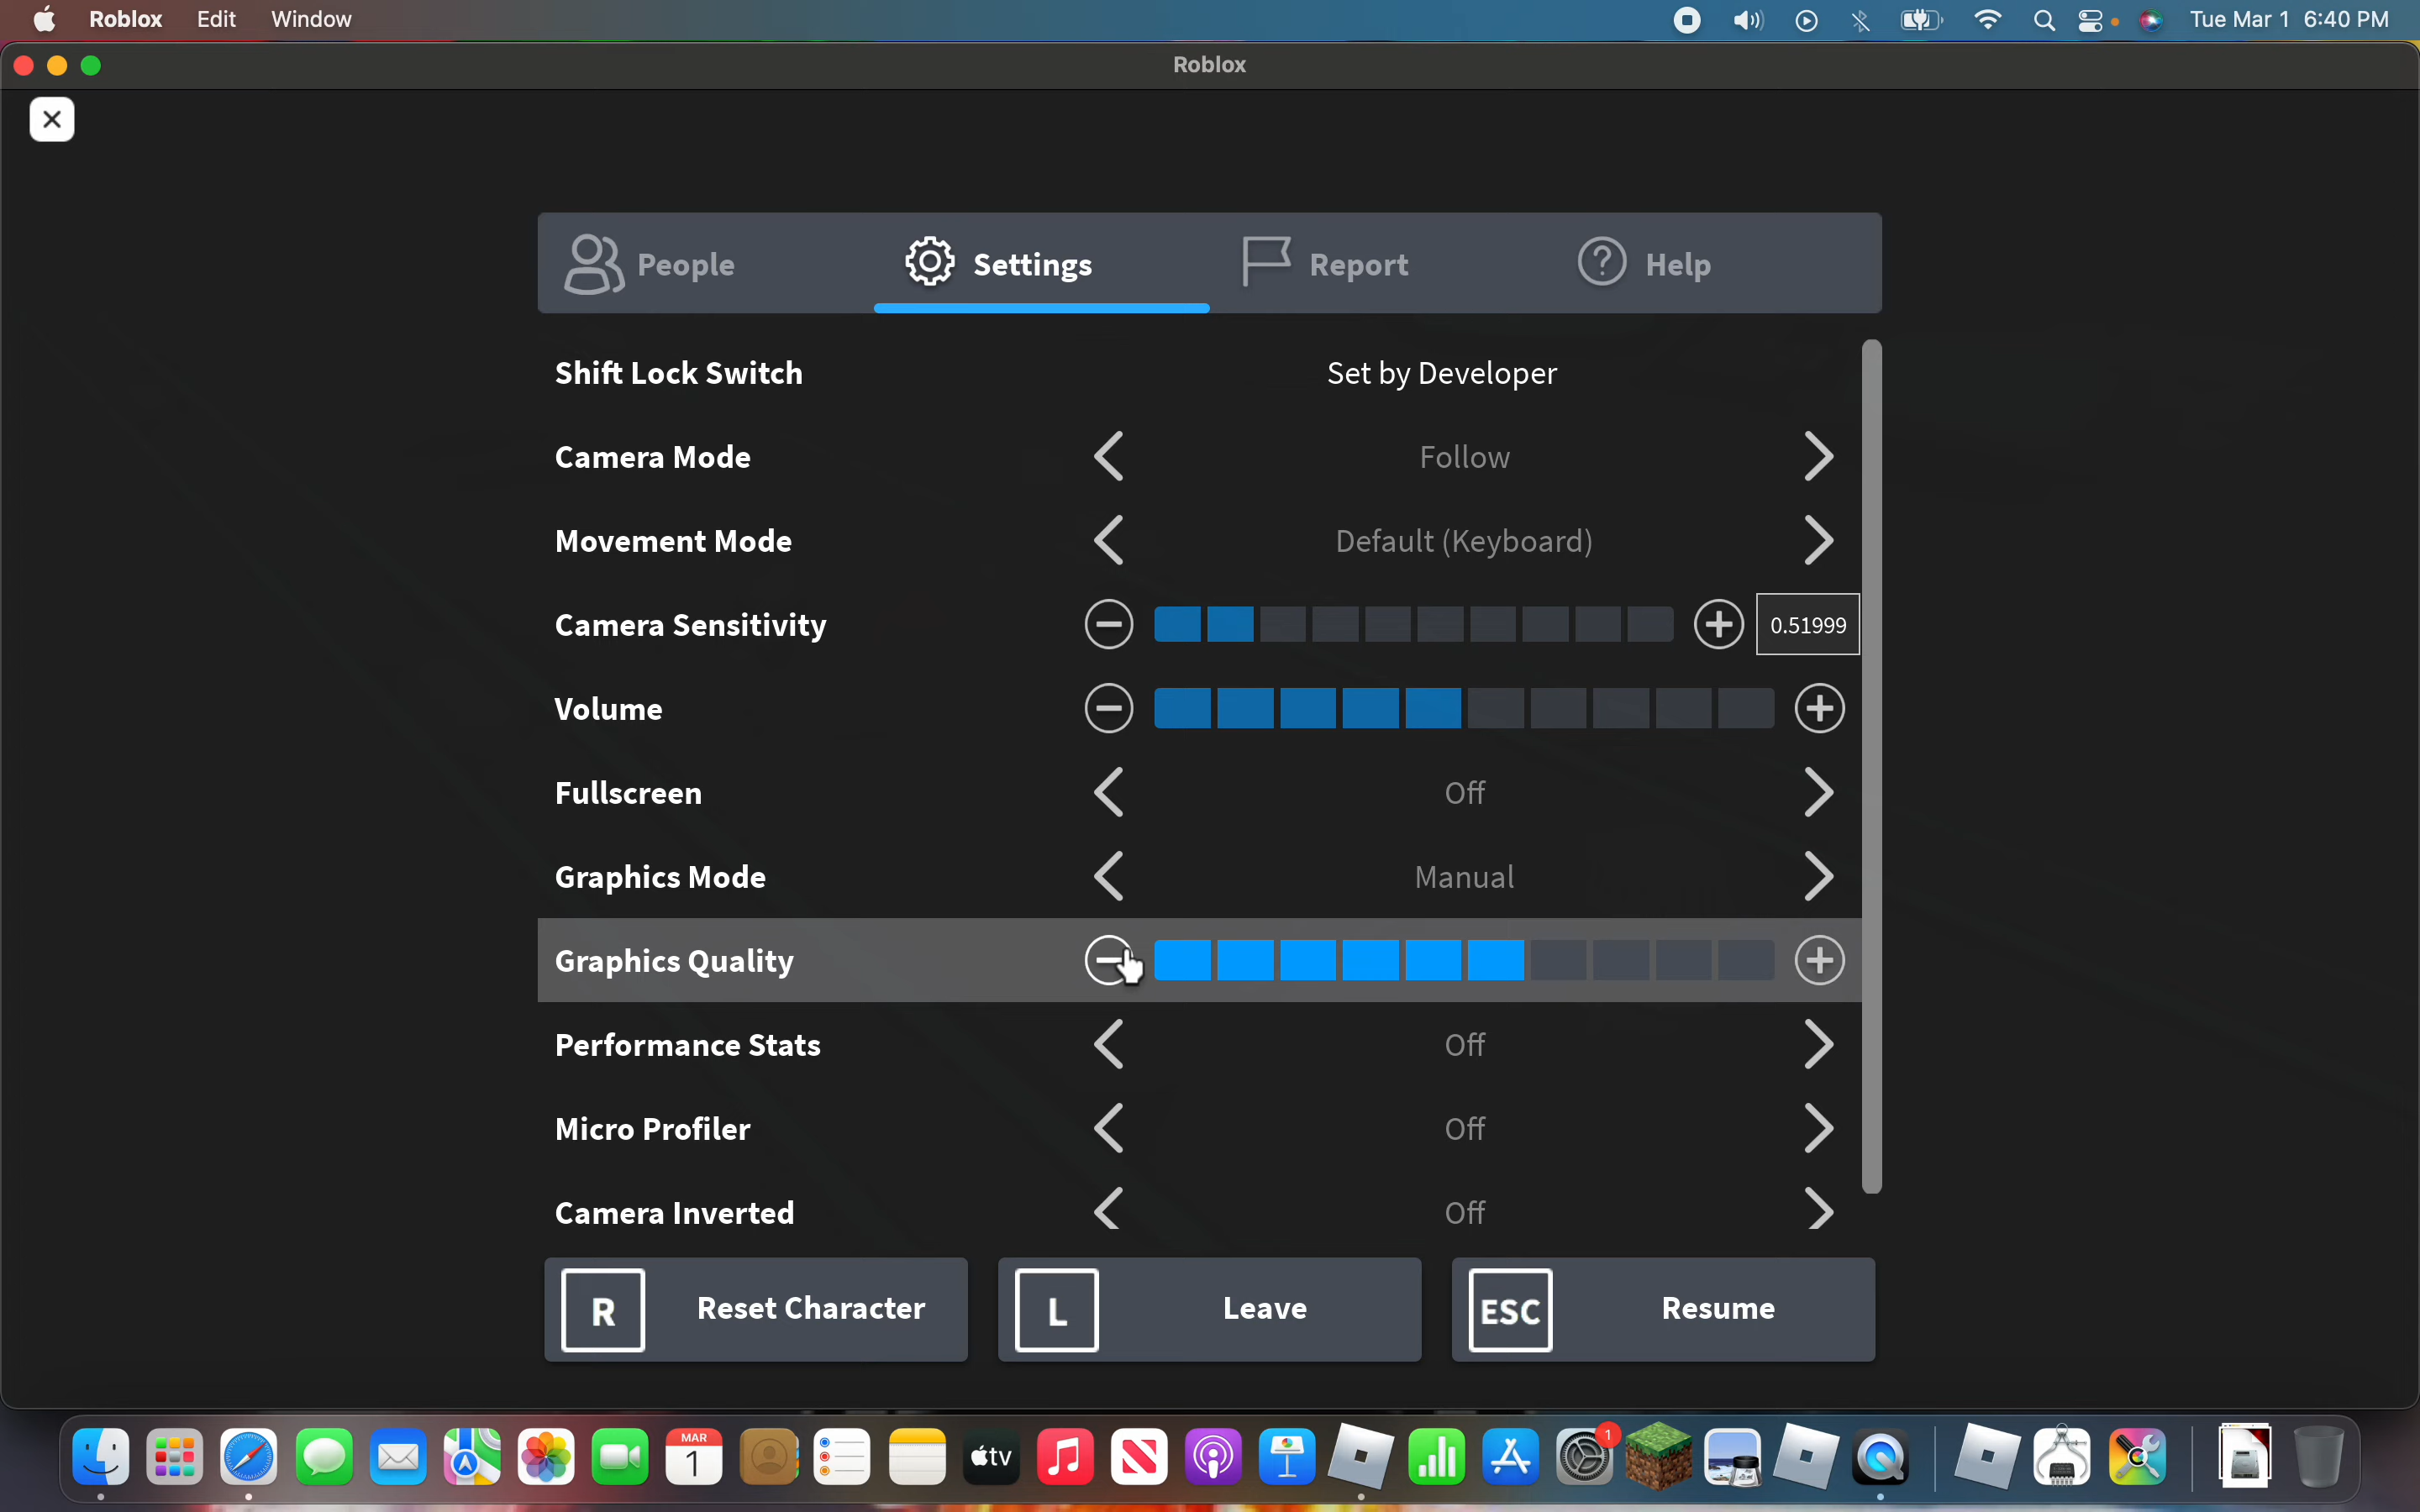 Roblox Edit Window Tue Mar 1 6:40 PM
Roblox
People Settings Report Help
Shift Lock Switch Set by Developer
Camera Mode Follow
Movement Mode Default (Keyboard)
Camera Sensitivity 0.51999
Volume
Fullscreen Off
Graphics Mode Manual
Graphics Quality
Performance Stats Off
Micro Profiler Off
Camera Inverted Off
R Reset Character L Leave ESC Resume
MAR
1
tv
1